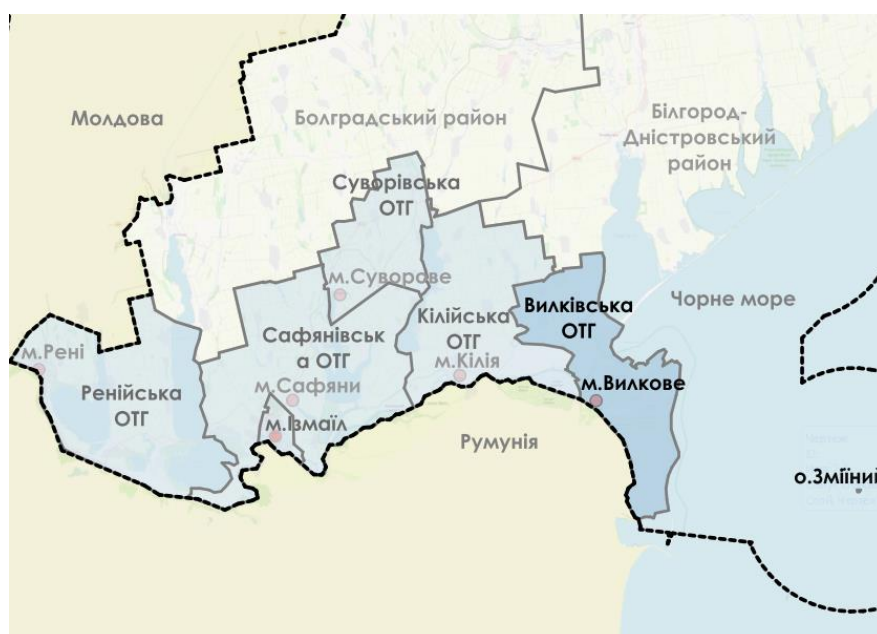 Молдова
Болградський район
Білгород-
Дністровський
район
Суворівська
ОТГ
м.Суворове
Чорне море
Вилківська
ОТГ
Кілійська
ОТГ
Сафянівськ
а ОТГ
м.Рені
м.Кілія
Ренійська
ОТГ
м.Сафяни
м.Вилкове
м.Ізмаїл
Румунія
о.Зміїний